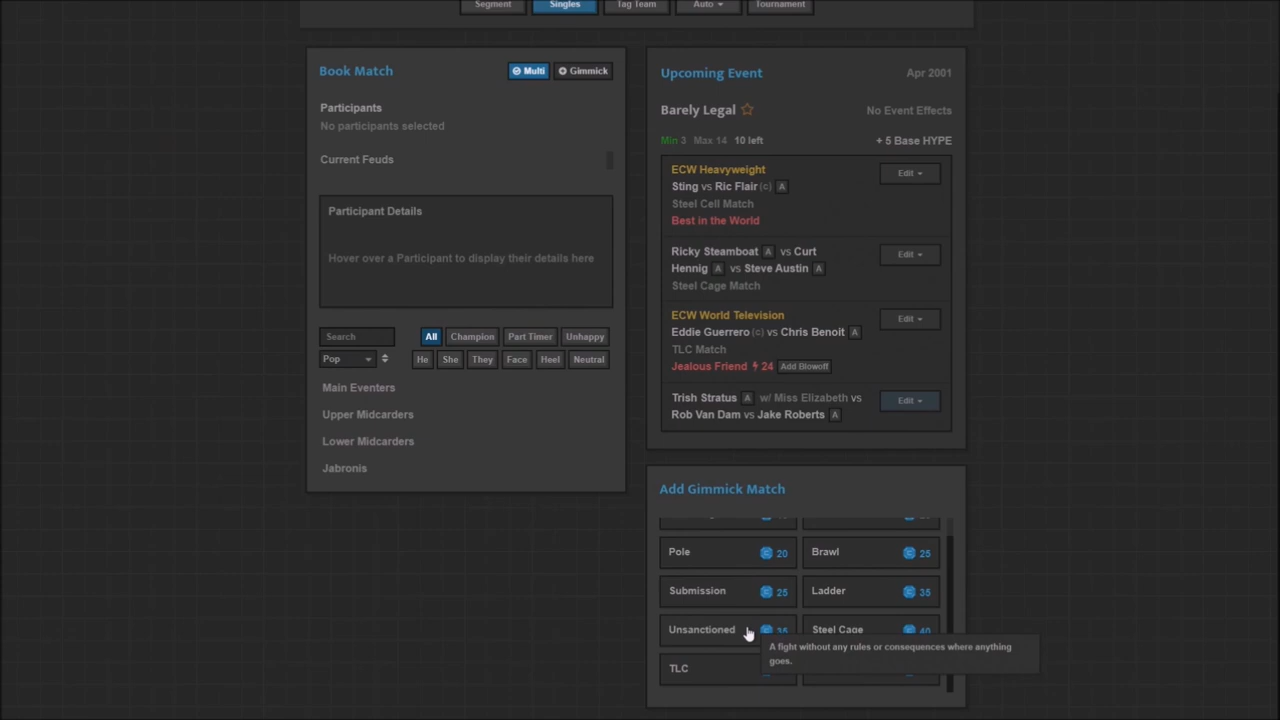 Segment Singles Tag Team Auto Tournament
Book Match Multi Gimmick
Participants
No participants selected
Current Feuds
Participant Details
Hover over a Participant to display their details here
Search All Champion Part Timer Unhappy
Pop He She They Face Heel Neutral
Main Eventers
Upper Midcarders
Lower Midcarders
Jabronis
Upcoming Event Apr 2001
Barely Legal No Event Effects
Min 3 Max 14 10 left + 5 Base HYPE
ECW Heavyweight Edit
Sting vs Ric Flair (c) A
Steel Cell Match
Best in the World
Ricky Steamboat A vs Curt Edit
Hennig A vs Steve Austin A
Steel Cage Match
ECW World Television Edit
Eddie Guerrero (c) vs Chris Benoit A
TLC Match
Jealous Friend 24 Add Blowoff
Trish Stratus A w/ Miss Elizabeth vs Edit
Rob Van Dam vs Jake Roberts A
Add Gimmick Match
Pole 20 Brawl 25
Submission 25 Ladder 35
Unsanctioned 35 Steel Cage 40
A fight without any rules or consequences where anything
goes.
TLC